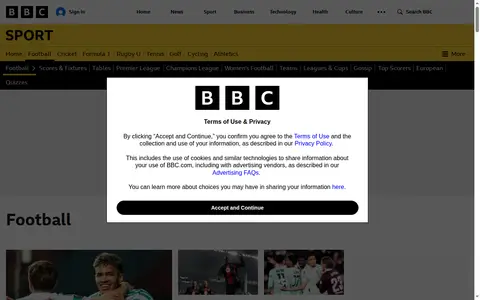 BBC
Sign In
Home
News
Sport
Business
Technology
Health
Culture
Search BBC
SPORT
Home
Football
Cricket
Formula 1
Rugby U
Tennis
Golf
Cycling
Athletics
More
Football
Scores & Fixtures
Tables
Premier League
Champions League
Women's Football
Teams
Leagues & Cups
Gossip
Top Scorers
European
Quizzes
BBC
Terms of Use & Privacy
By clicking “Accept and Continue,” you confirm you agree to the Terms of Use and the
collection and use of your information, as described in our Privacy Policy.
This includes the use of cookies and similar technologies to share information about
your use of BBC.com, including with advertising vendors, as described in our
Advertising FAQs.
You can learn more about choices you may have in sharing your information here.
Accept and Continue
Football